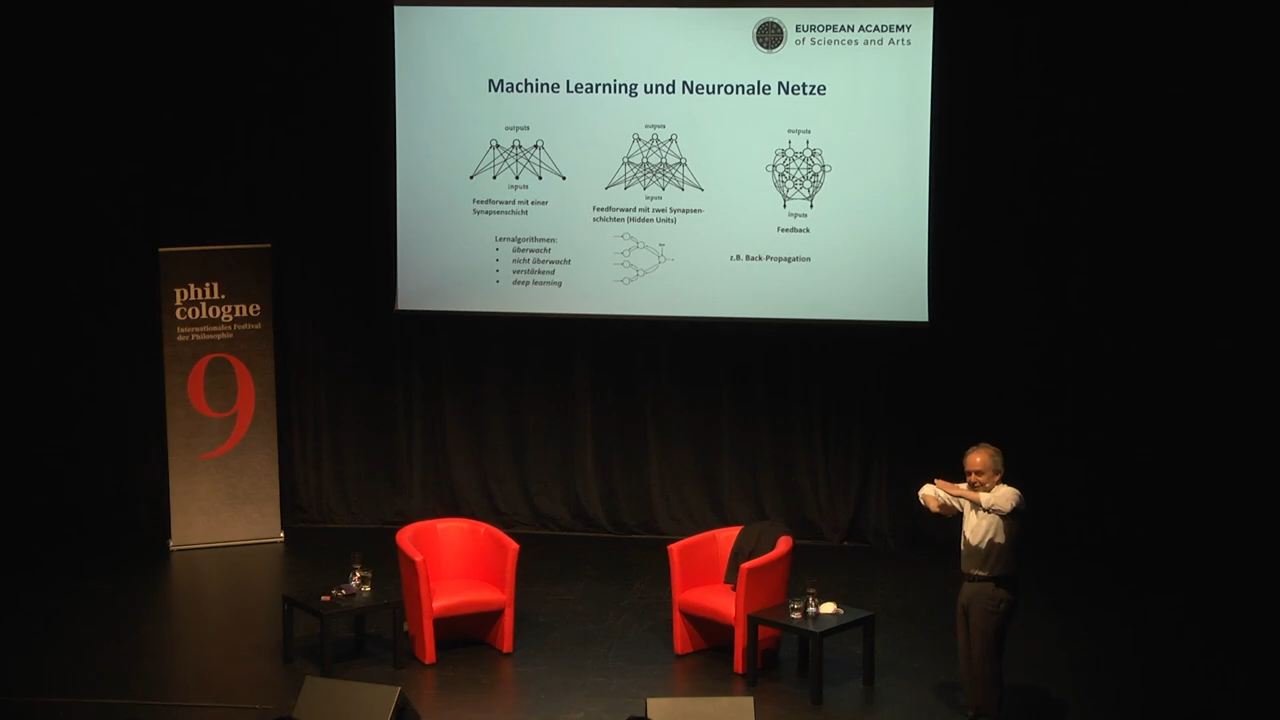 EUROPEAN ACADEMY
of Sciences and Arts
Machine Learning und Neuronale Netze
outputs
inputs
Feedforward mit einer
Synapsenschicht
outputs
inputs
Feedforward mit zwei Synapsen-
schichten (Hidden Units)
outputs
inputs
Feedback
Lernalgorithmen:
• überwacht
• nicht überwacht
• verstärkend
• deep learning
z.B. Back-Propagation
phil.
cologne
Internationales Festival
der Philosophie
9